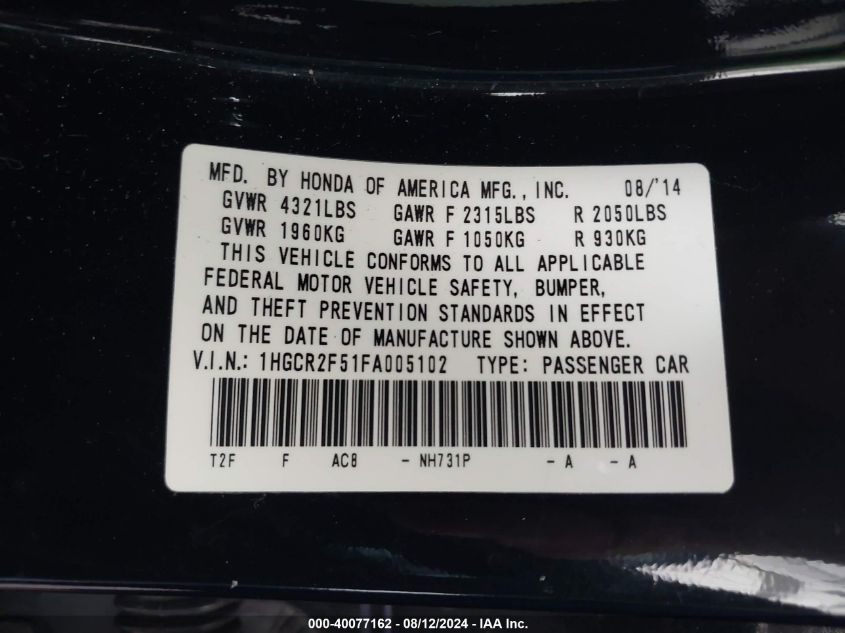 MFD. BY HONDA OF AMERICA MFG., INC. 08/'14
GVWR 4321LBS GAWR F 2315LBS R 2050LBS
GVWR 1960KG GAWR F 1050KG R 930KG
THIS VEHICLE CONFORMS TO ALL APPLICABLE
FEDERAL MOTOR VEHICLE SAFETY, BUMPER,
AND THEFT PREVENTION STANDARDS IN EFFECT
ON THE DATE OF MANUFACTURE SHOWN ABOVE.
V.I.N.: 1HGCR2F51FA005102 TYPE: PASSENGER CAR
T2F F AC8 - NH731P - A - A
000-40077162 - 08/12/2024 - IAA Inc.